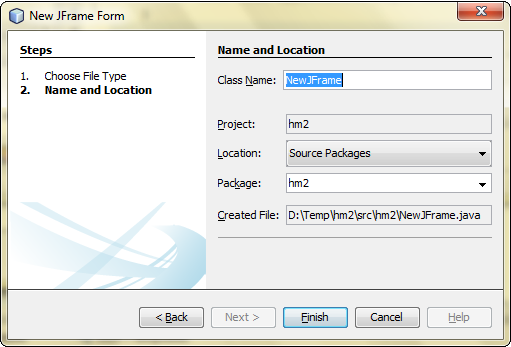 New JFrame Form
Steps
1. Choose File Type
2. Name and Location
Name and Location
Class Name: NewJFrame
Project: hm2
Location: Source Packages
Package: hm2
Created File: D:\Temp\hm2\src\hm2\NewJFrame.java
< Back Next > Finish Cancel Help